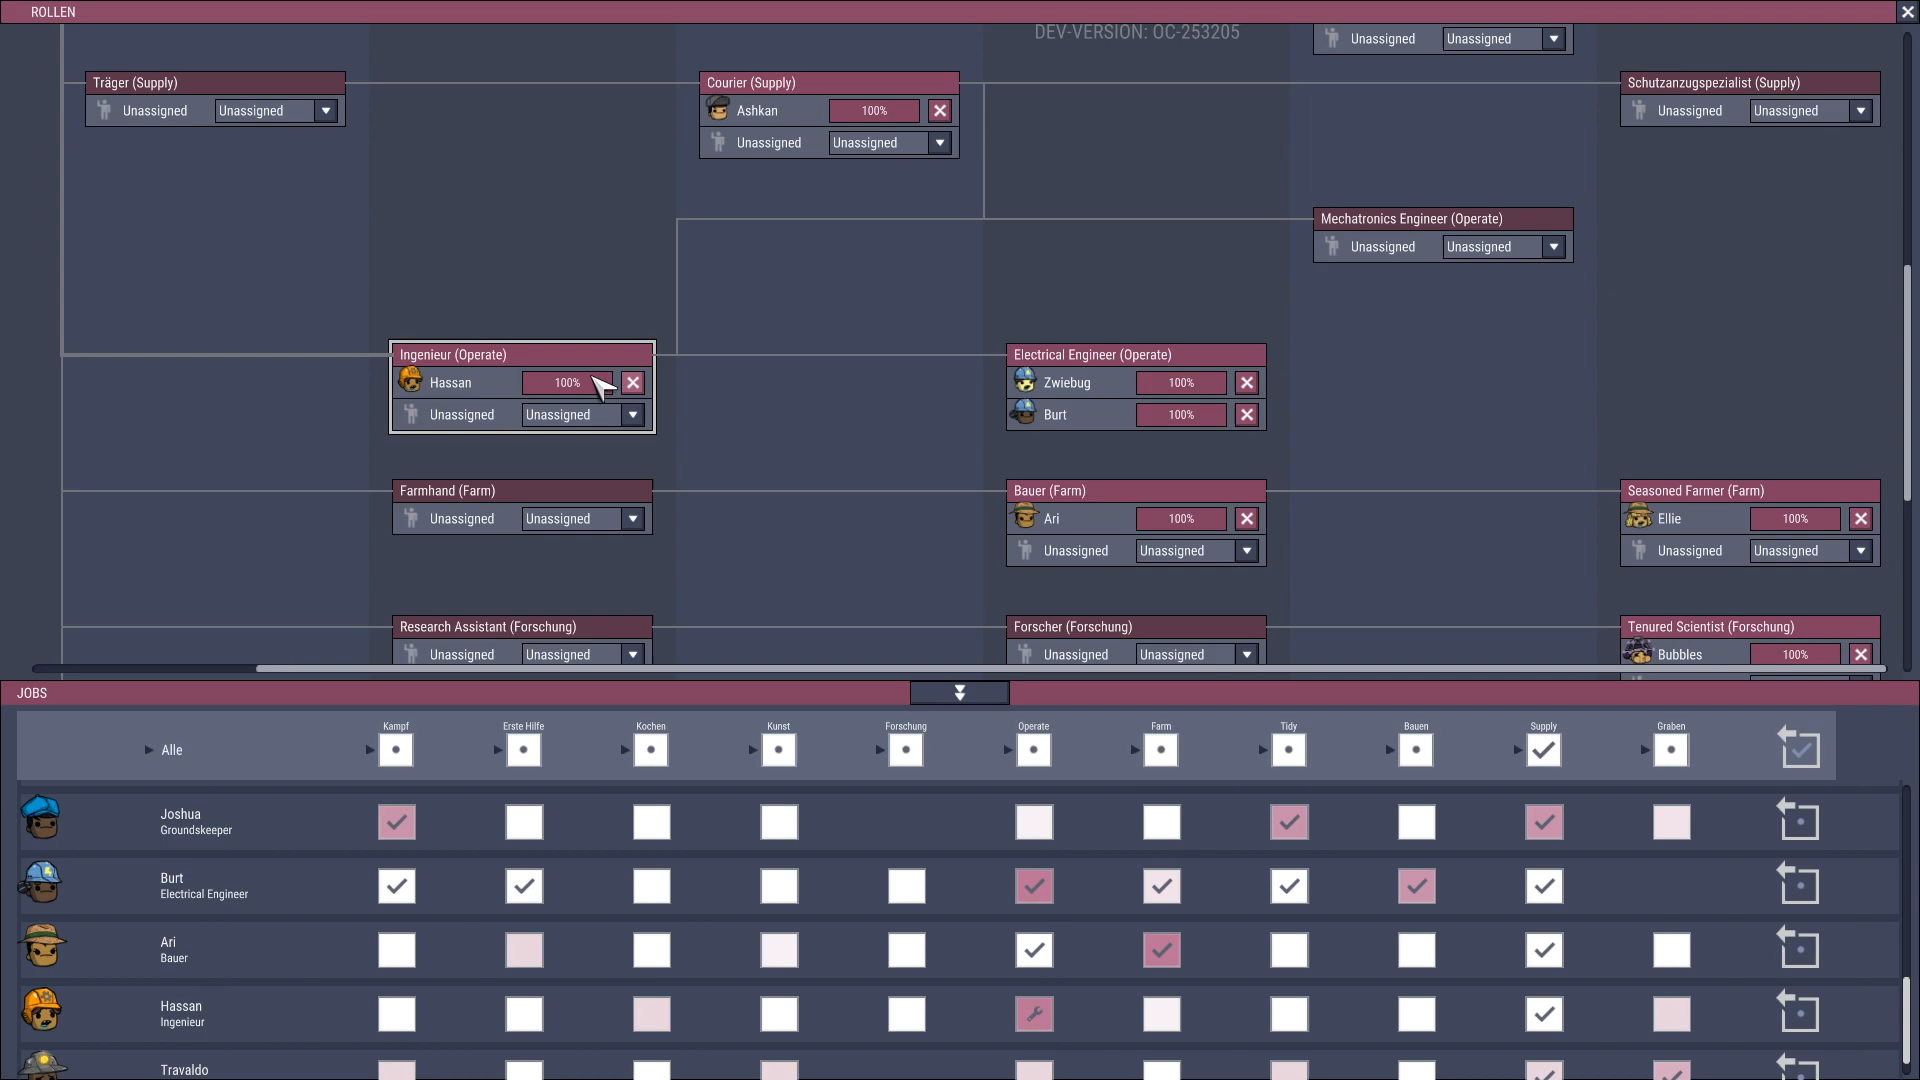 ROLLEN
DEV-VERSION: OC-253205
Unassigned Unassigned
Träger (Supply)
Unassigned Unassigned
Courier (Supply)
Ashkan 100%
Unassigned Unassigned
Schutzanzugspezialist (Supply)
Unassigned Unassigned
Mechatronics Engineer (Operate)
Unassigned Unassigned
Ingenieur (Operate)
Hassan 100%
Unassigned Unassigned
Electrical Engineer (Operate)
Zwiebug 100%
Burt 100%
Farmhand (Farm)
Unassigned Unassigned
Bauer (Farm)
Ari 100%
Unassigned Unassigned
Seasoned Farmer (Farm)
Ellie 100%
Unassigned Unassigned
Research Assistant (Forschung)
Unassigned Unassigned
Forscher (Forschung)
Unassigned Unassigned
Tenured Scientist (Forschung)
Bubbles 100%
JOBS
Kampf Erste Hilfe Kochen Kunst Forschung Operate Farm Tidy Bauen Supply Graben
Alle
Joshua
Groundskeeper
Burt
Electrical Engineer
Ari
Bauer
Hassan
Ingenieur
Travaldo